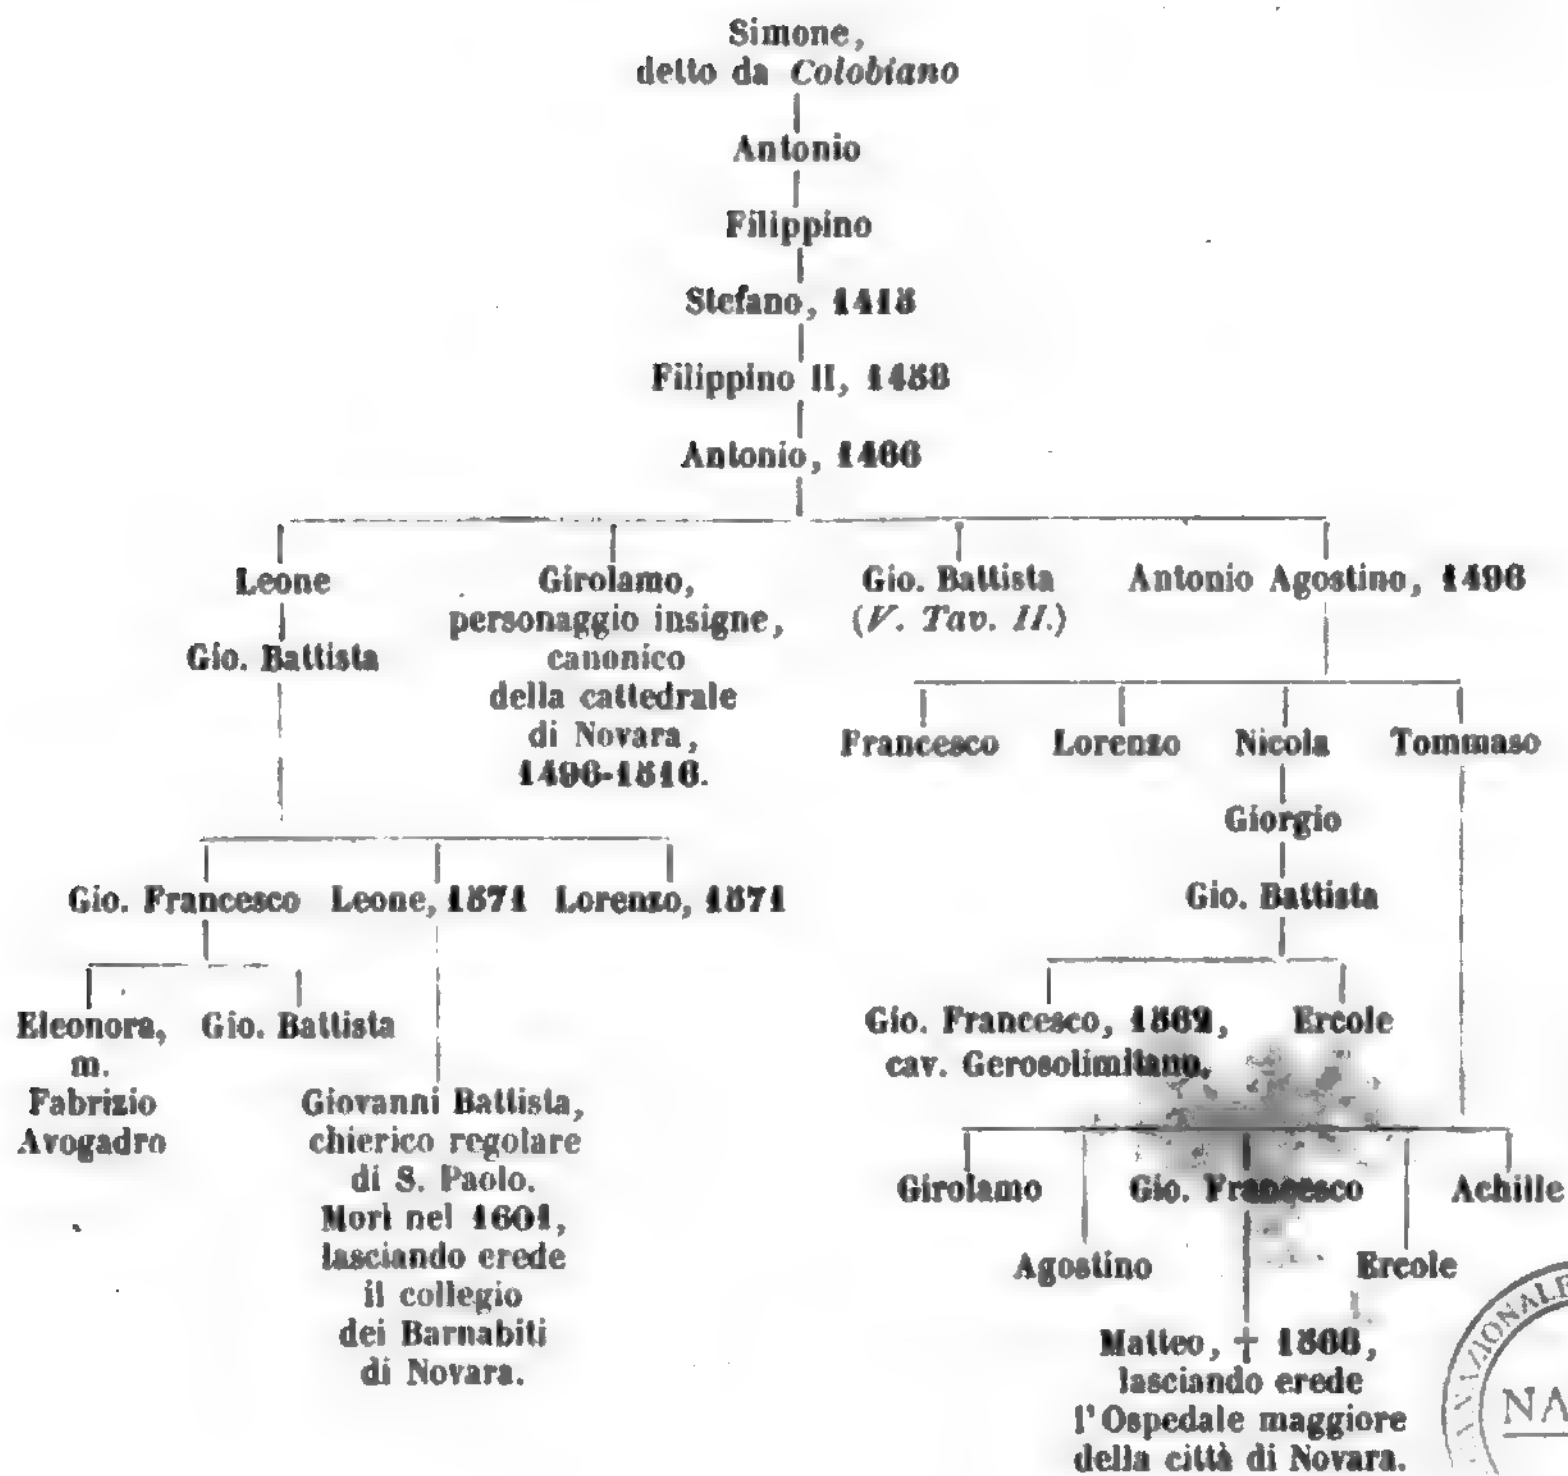 Simone,
detto da Colobiano
Antonio
Filippino
Stefano, 1415
Filippino II,
Antonio, 1466
Leone
Girolamo,
personaggio insigne,
canonico
della cattedrale
di Novara,
1496-1516.
Gio. Battista
(V. Tav. II.)
Antonio Agostino, 1496
Gio. Battista
Francesco Lorenzo Nicola Tommaso
Giorgio
Gio. Battista
Gio. Francesco Leone, 1571 Lorenzo, 1571
Eleonora,
m.
Fabrizio
Avogadro
Gio. Battista
Gio. Francesco,
cav. Gerosolimitano,
Ercole
Giovanni Battista,
chierico regolare
di S. Paolo.
Morì nel 1601,
lasciando erede
il collegio
dei Barnabiti
di Novara.
Girolamo Gio. Francesco Achille
Agostino Ercole
Matteo, †
lasciando erede
l'Ospedale maggiore
della città di Novara.